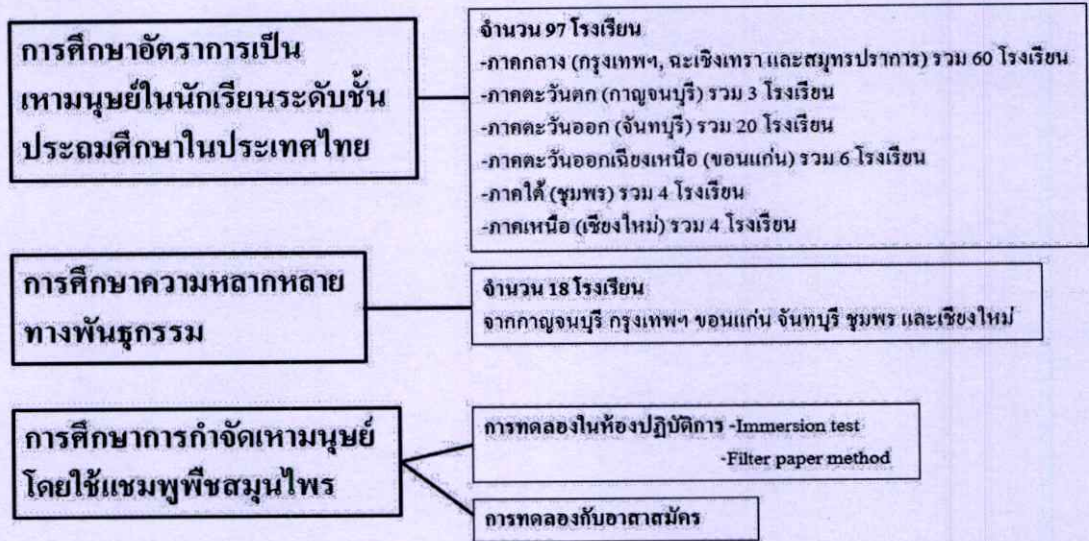 การศึกษาอัตราการเป็น
เหามนุษย์ในนักเรียนระดับชั้น
ประถมศึกษาในประเทศไทย
จำนวน 97 โรงเรียน
-ภาคกลาง (กรุงเทพฯ, ฉะเชิงเทรา และสมุทรปราการ) รวม 60 โรงเรียน
-ภาคตะวันตก (กาญจนบุรี) รวม 3 โรงเรียน
-ภาคตะวันออก (จันทบุรี) รวม 20 โรงเรียน
-ภาคตะวันออกเฉียงเหนือ (ขอนแก่น) รวม 6 โรงเรียน
-ภาคใต้ (ชุมพร) รวม 4 โรงเรียน
-ภาคเหนือ (เชียงใหม่) รวม 4 โรงเรียน
การศึกษาความหลากหลาย
ทางพันธุกรรม
จำนวน 18 โรงเรียน
จากกาญจนบุรี กรุงเทพฯ ขอนแก่น จันทบุรี ชุมพร และเชียงใหม่
การศึกษาการกำจัดเหามนุษย์
โดยใช้แชมพูพืชสมุนไพร
การทดลองในห้องปฏิบัติการ -Immersion test
-Filter paper method
การทดลองกับอาสาสมัคร